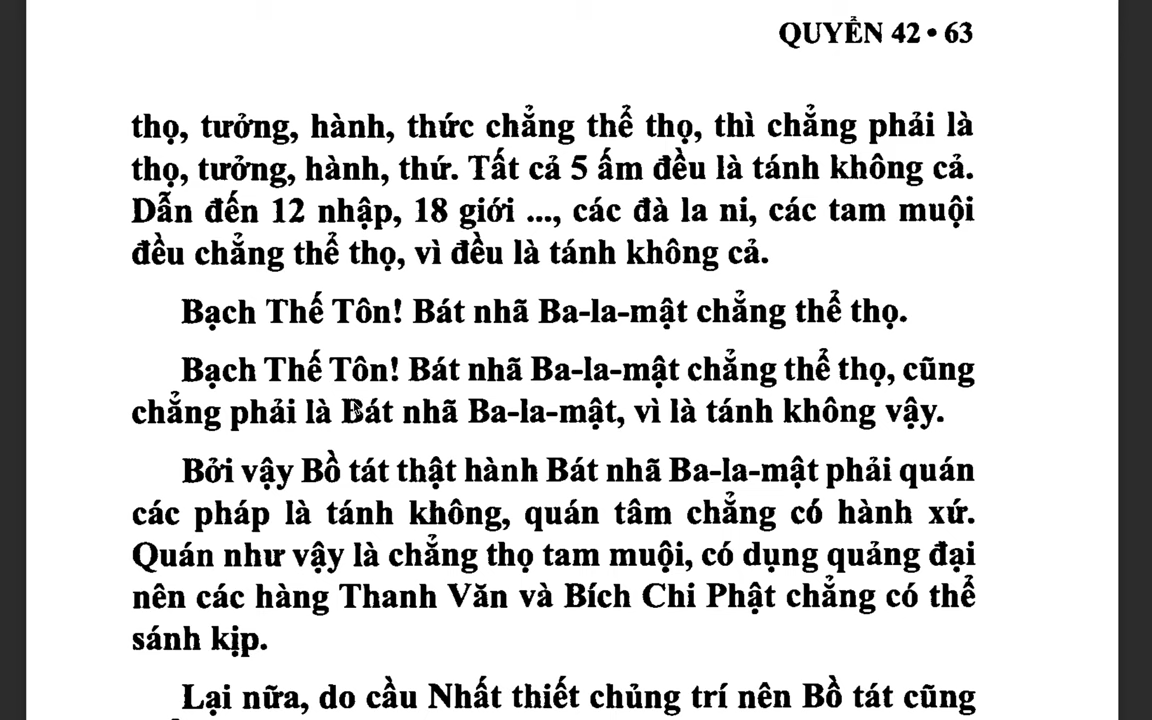 QUYỂN 42 • 63
thọ, tưởng, hành, thức chẳng thể thọ, thì chẳng phải là
thọ, tưởng, hành, thứ. Tất cả 5 ấm đều là tánh không cả.
Dẫn đến 12 nhập, 18 giới ..., các đà la ni, các tam muội
đều chẳng thể thọ, vì đều là tánh không cả.
Bạch Thế Tôn! Bát nhã Ba-la-mật chẳng thể thọ.
Bạch Thế Tôn! Bát nhã Ba-la-mật chẳng thể thọ, cũng
chẳng phải là Bát nhã Ba-la-mật, vì là tánh không vậy.
Bởi vậy Bồ tát thật hành Bát nhã Ba-la-mật phải quán
các pháp là tánh không, quán tâm chẳng có hành xứ.
Quán như vậy là chẳng thọ tam muội, có dụng quảng đại
nên các hàng Thanh Văn và Bích Chi Phật chẳng có thể
sánh kịp.
Lại nữa, do cầu Nhất thiết chủng trí nên Bồ tát cũng